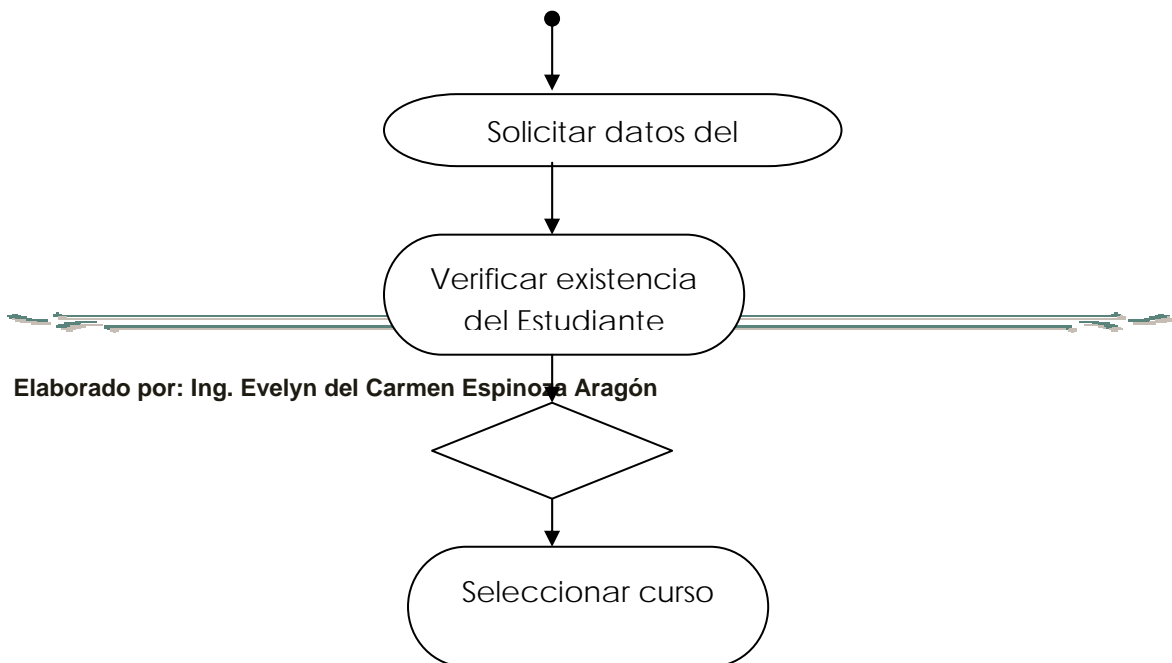 Solicitar datos del
Verificar existencia
del Estudiante
Elaborado por: Ing. Evelyn del Carmen Espinoza Aragón
Seleccionar curso